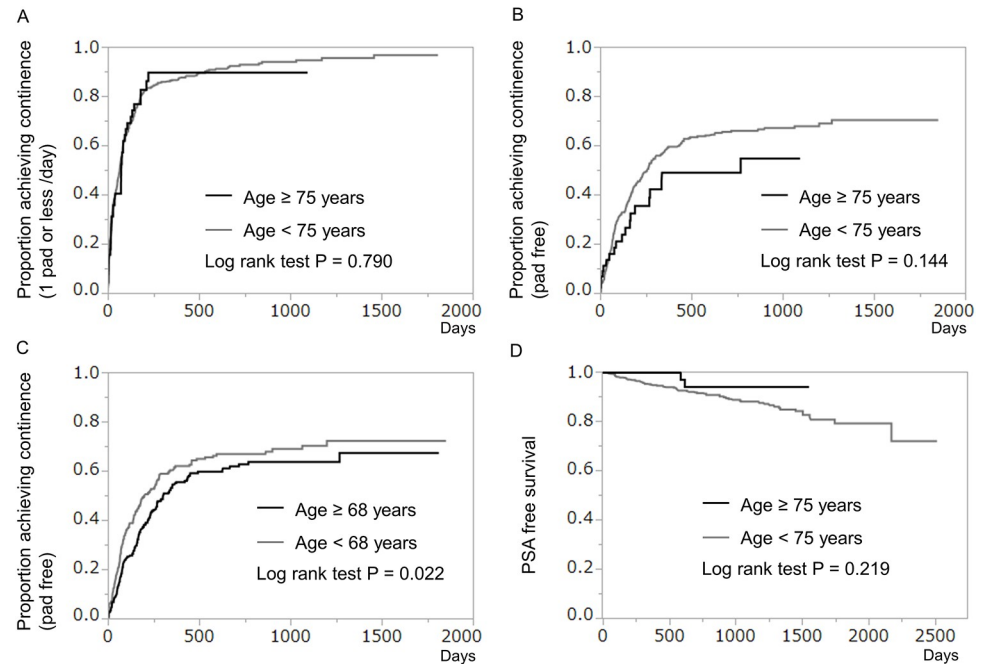 A
Proportion achieving continence
(1 pad or less /day)
1.0
0.8
0.6
0.4
0.2
0.0
Age ≥ 75 years
Age < 75 years
Log rank test P = 0.790
0 500 1000 1500 2000
Days
B
Proportion achieving continence
(pad free)
1.0
0.8
0.6
0.4
0.2
0.0
Age ≥ 75 years
Age < 75 years
Log rank test P = 0.144
0 500 1000 1500 2000
Days
C
Proportion achieving continence
(pad free)
1.0
0.8
0.6
0.4
0.2
0.0
Age ≥ 68 years
Age < 68 years
Log rank test P = 0.022
0 500 1000 1500 2000
Days
D
PSA free survival
1.0
0.8
0.6
0.4
0.2
0.0
Age ≥ 75 years
Age < 75 years
Log rank test P = 0.219
0 500 1000 1500 2000 2500
Days